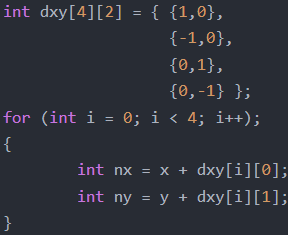 int dxy[4][2] = { {1,0},
{-1,0},
{0,1},
{0,-1} };
for (int i = 0; i < 4; i++);
{
int nx = x + dxy[i][0];
int ny = y + dxy[i][1];
}